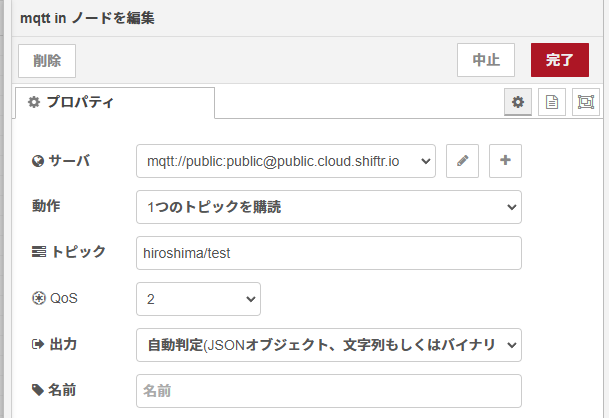 mqtt in ノードを編集
削除 中止 完了
プロパティ
サーバ mqtt://public:public@public.cloud.shiftr.io
動作 1つのトピックを購読
トピック hiroshima/test
QoS 2
出力 自動判定(JSONオブジェクト、文字列もしくはバイナリ
名前 名前